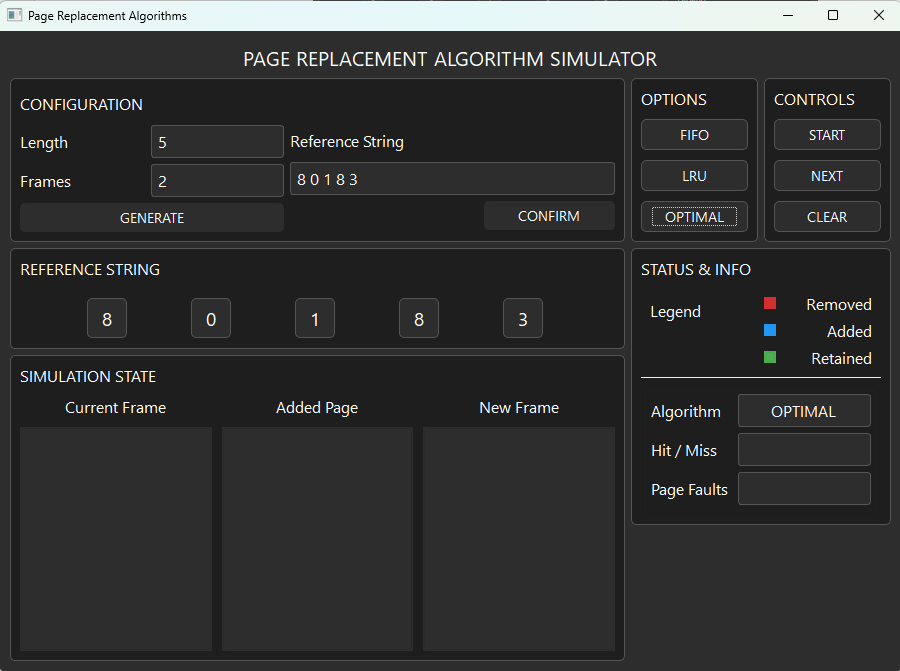 Page Replacement Algorithms
PAGE REPLACEMENT ALGORITHM SIMULATOR
CONFIGURATION
Length
5
Reference String
Frames
2
8 0 1 8 3
GENERATE
CONFIRM
OPTIONS
FIFO
LRU
OPTIMAL
CONTROLS
START
NEXT
CLEAR
REFERENCE STRING
8 0 1 8 3
SIMULATION STATE
Current Frame
Added Page
New Frame
STATUS & INFO
Legend
Removed
Added
Retained
Algorithm
OPTIMAL
Hit / Miss
Page Faults